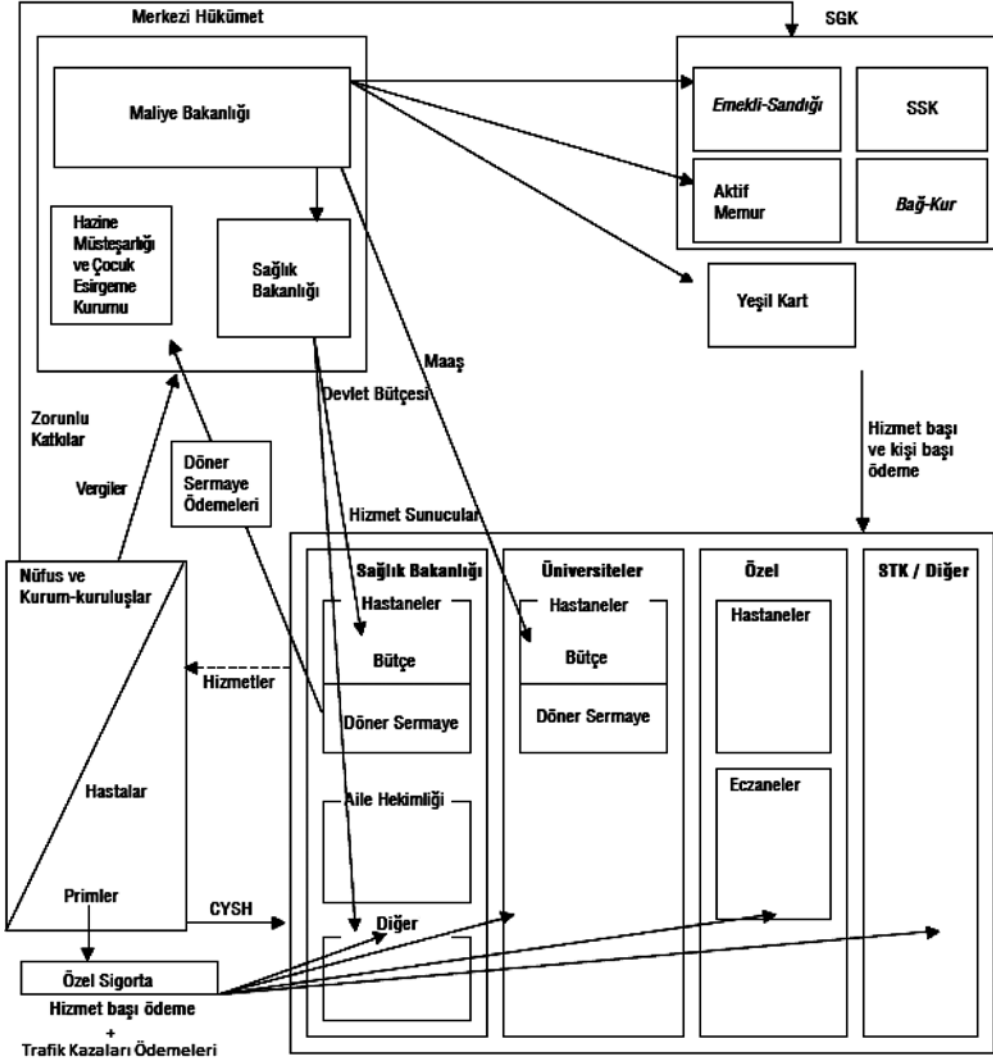 Merkezi Hükümet
SGK
Maliye Bakanlığı
Emekli-Sandığı
SSK
Aktif
Memur
Bağ-Kur
Hazine
Müsteşarlığı
ve Çocuk
Esirgeme
Kurumu
Sağlık
Bakanlığı
Yeşil Kart
Maaş
Devlet Bütçesi
Zorunlu
Katkılar
Vergiler
Döner
Sermaye
Ödemeleri
Hizmet başı
ve kişi başı
ödeme
Hizmet Sunucular
Nüfus ve
Kurum-kuruluşlar
Sağlık Bakanlığı
Üniversiteler
Özel
STK / Diğer
Hastaneler
Hastaneler
Hastaneler
Bütçe
Bütçe
Hizmetler
Döner Sermaye
Döner Sermaye
Hastalar
Aile Hekimliği
Eczaneler
Primler
CYSH
Diğer
Özel Sigorta
Hizmet başı ödeme
+
Trafik Kazaları Ödemeleri